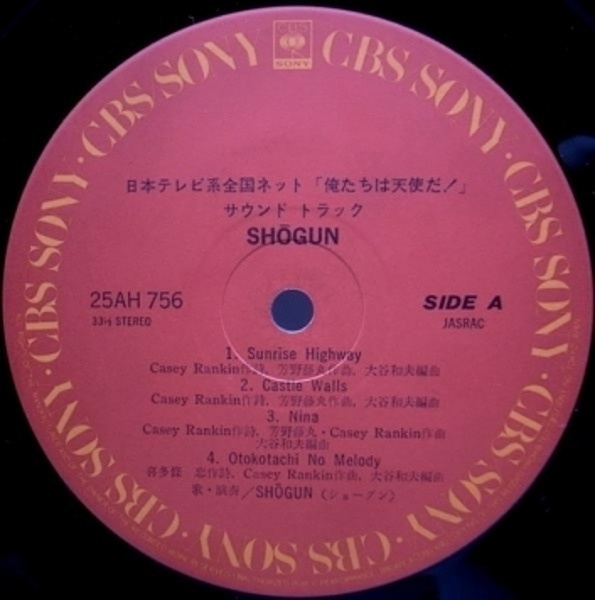 CBS
SONY
CBS SONY · CBS SONY · CBS SONY · CBS SONY · CBS SONY · CBS SONY · CBS SONY · CBS SONY
日本テレビ系全国ネット「俺たちは天使だ!」
サウンド トラック
SHŌGUN
25AH 756
33⅓ STEREO
SIDE A
JASRAC
1. Sunrise Highway
Casey Rankin作詩, 芳野藤丸作曲, 大谷和夫編曲
2. Castle Walls
Casey Rankin作詩, 芳野藤丸作曲, 大谷和夫編曲
3. Nina
Casey Rankin作詩, 芳野藤丸・Casey Rankin作曲
大谷和夫編曲
4. Otokotachi No Melody
喜多條 忠作詩, Casey Rankin作曲, 大谷和夫編曲
歌・演奏/SHŌGUN〈ショーグン〉